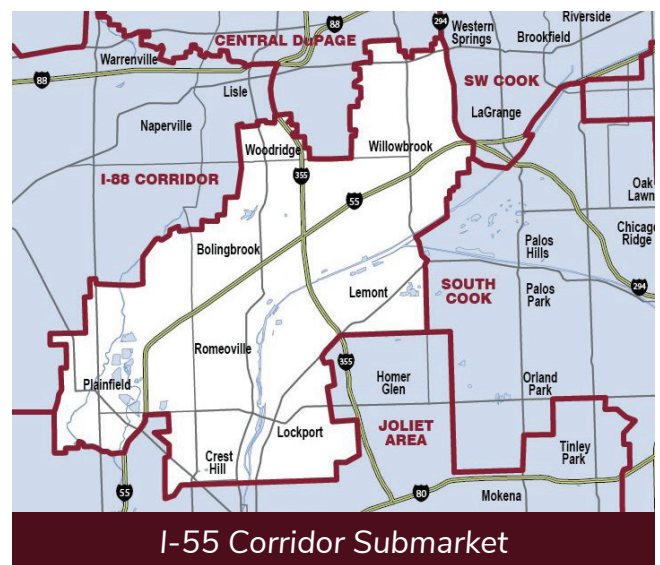 Riverside
88
294
Western
Springs
CENTRAL DuPAGE
Brookfield
Warrenville
88
SW COOK
Lisle
LaGrange
Naperville
Woodridge
Willowbrook
I-88 CORRIDOR
355
Oak
Lawn
55
Chicago
Ridge
Bolingbrook
Palos
Hills
294
SOUTH
COOK
Lemont
Palos
Park
Romeoville
355
Plainfield
Homer
Glen
Orland
Park
JOLIET
AREA
Lockport
Crest
Hill
Tinley
Park
55
80
Mokena
I-55 Corridor Submarket